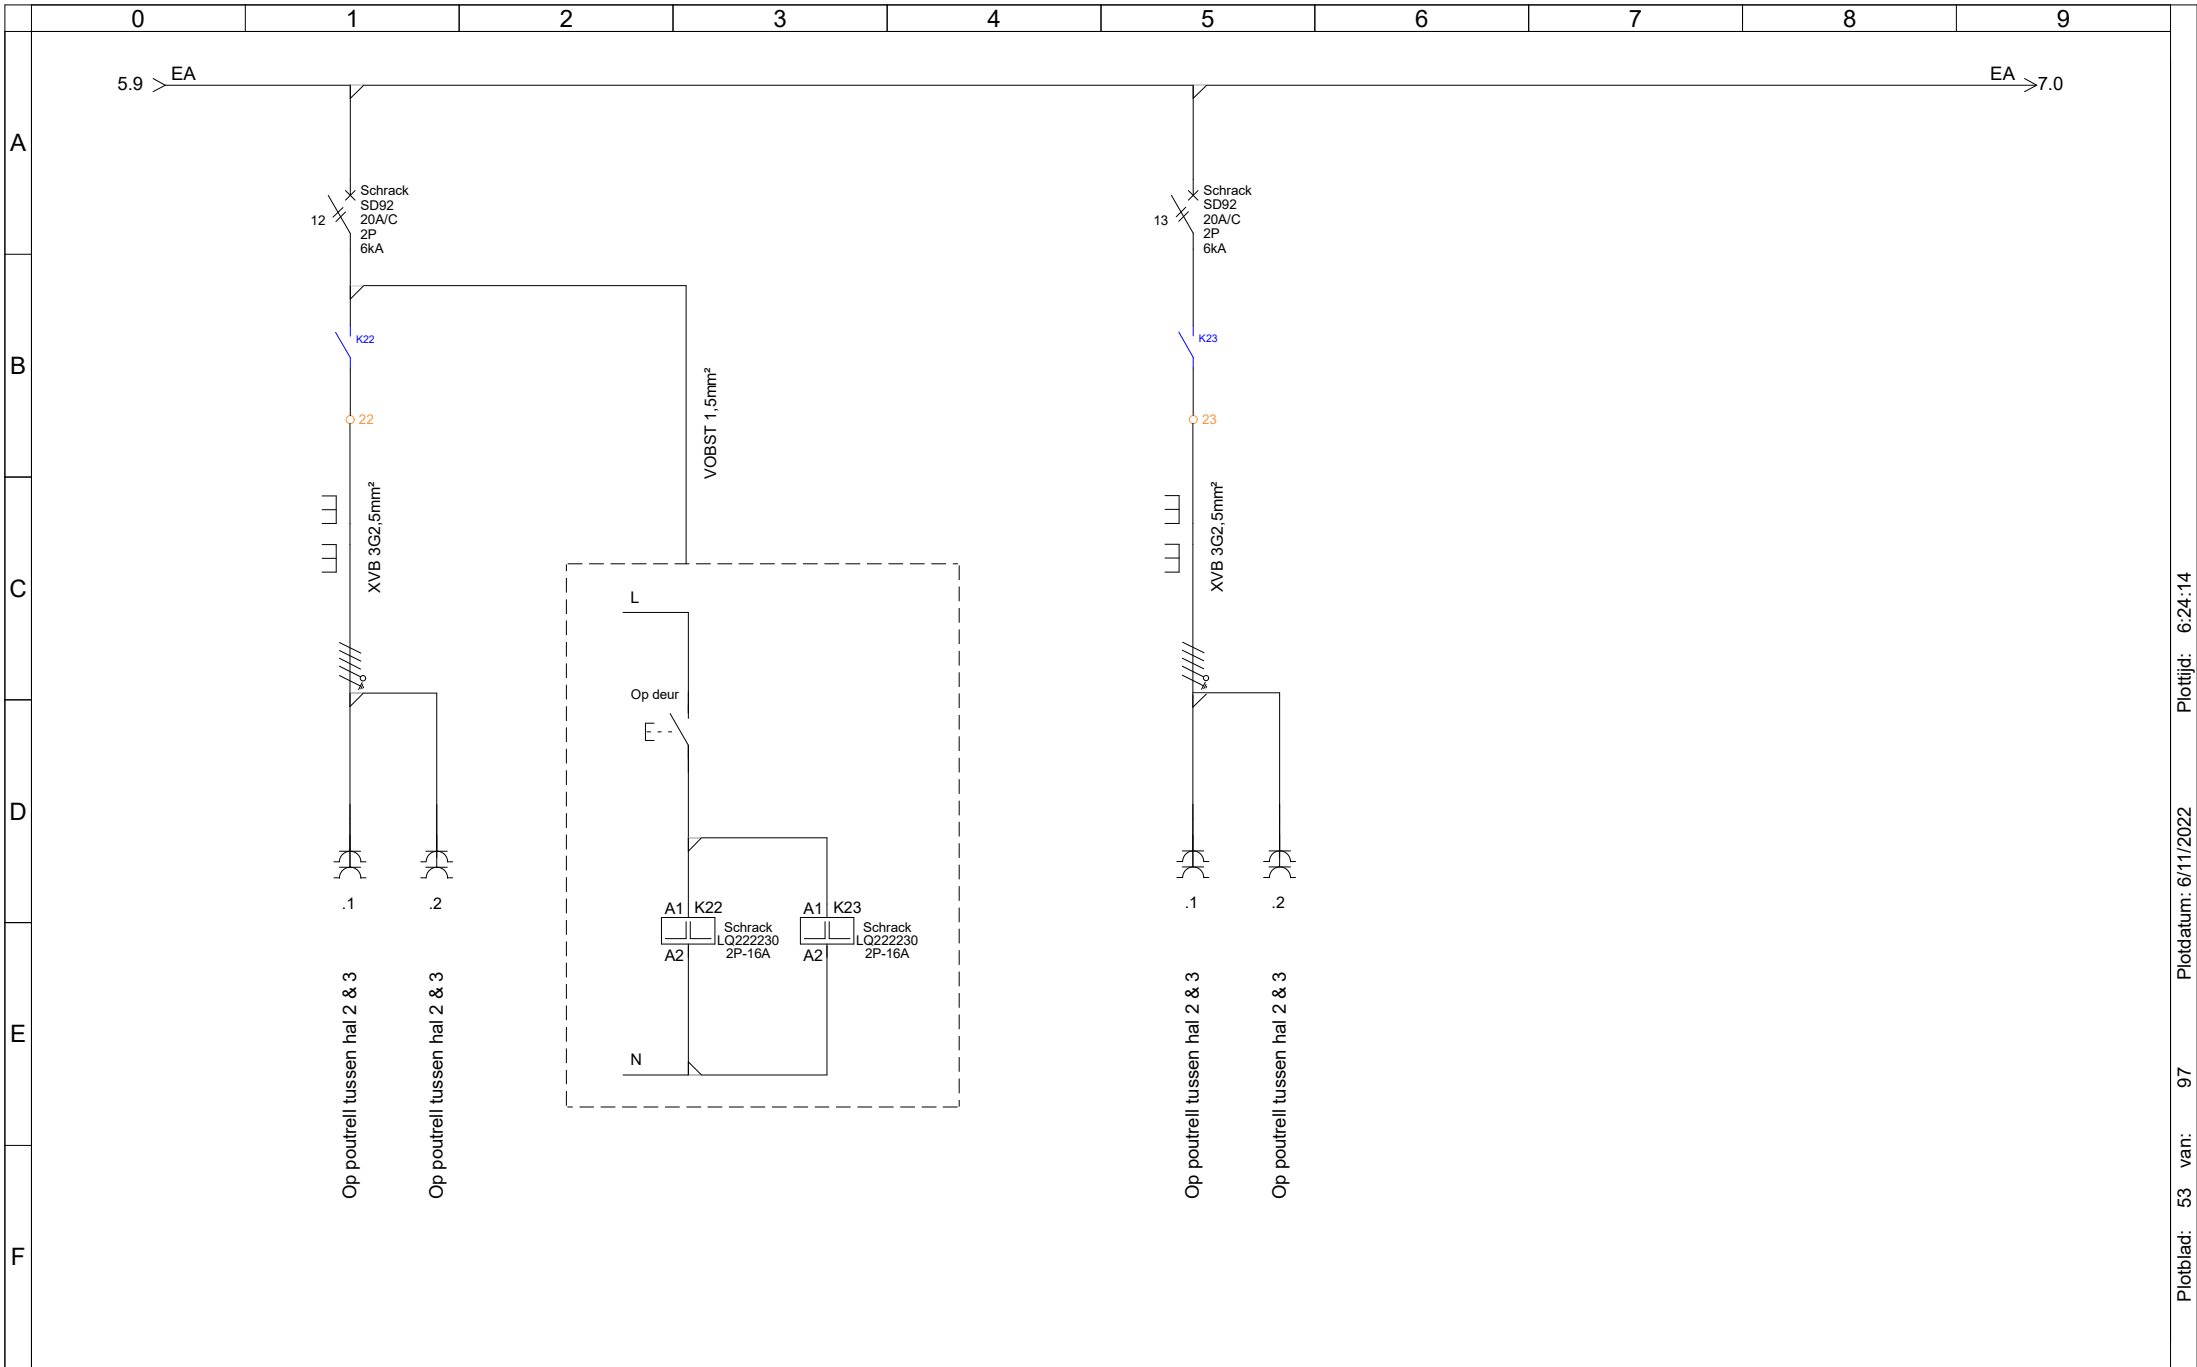 0 1 2 3 4 5 6 7 8 9
5.9 EA
EA 7.0
A
B
C
D
E
F
12
Schrack
SD92
20A/C
2P
6kA
K22
22
XVB 3G2,5mm²
.1
.2
Op poutrell tussen hal 2 & 3
Op poutrell tussen hal 2 & 3
VOBST 1,5mm²
L
Op deur
A1 K22
Schrack
LQ222230
2P-16A
A2
A1 K23
Schrack
LQ222230
2P-16A
A2
N
13
Schrack
SD92
20A/C
2P
6kA
K23
23
XVB 3G2,5mm²
.1
.2
Op poutrell tussen hal 2 & 3
Op poutrell tussen hal 2 & 3
Plotblad: 53 van: 97 Plotdatum: 6/11/2022 Plottijd: 6:24:14